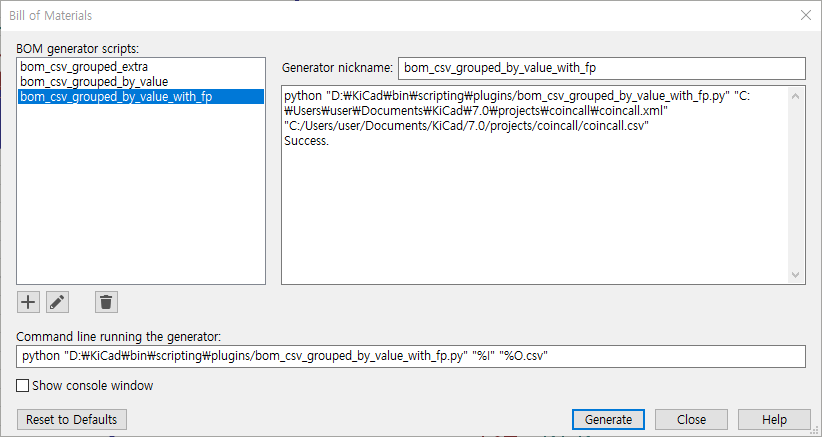 Bill of Materials
BOM generator scripts:
bom_csv_grouped_extra
bom_csv_grouped_by_value
bom_csv_grouped_by_value_with_fp
Generator nickname: bom_csv_grouped_by_value_with_fp
python "D:₩KiCad₩bin₩scripting₩plugins/bom_csv_grouped_by_value_with_fp.py" "C:
₩Users₩user₩Documents₩KiCad₩7.0₩projects₩coincall₩coincall.xml"
"C:/Users/user/Documents/KiCad/7.0/projects/coincall/coincall.csv"
Success.
Command line running the generator:
python "D:₩KiCad₩bin₩scripting₩plugins/bom_csv_grouped_by_value_with_fp.py" "%I" "%O.csv"
Show console window
Reset to Defaults
Generate
Close
Help